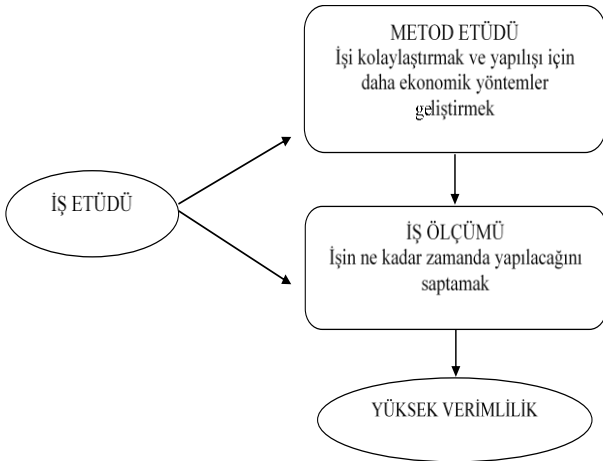 METOD ETÜDÜ
İşi kolaylaştırmak ve yapılışı için
daha ekonomik yöntemler
geliştirmek
İŞ ETÜDÜ
İŞ ÖLÇÜMÜ
İşin ne kadar zamanda yapılacağını
saptamak
YÜKSEK VERİMLİLİK